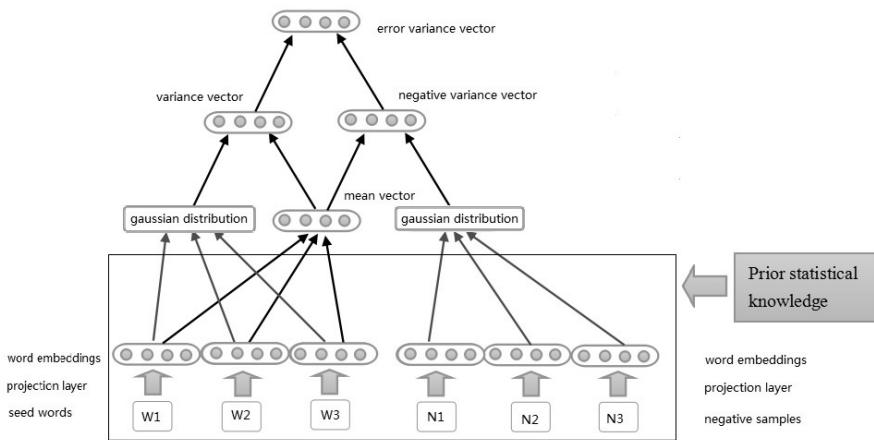 error variance vector
variance vector
negative variance vector
mean vector
gaussian distribution
gaussian distribution
Prior statistical
knowledge
word embeddings
projection layer
seed words
W1
W2
W3
N1
N2
N3
word embeddings
projection layer
negative samples